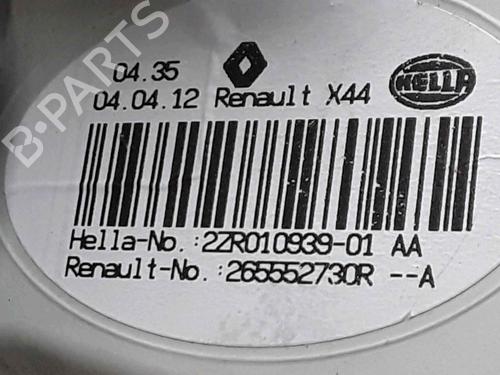 04.35
04.04.12 Renault X44
HELLA
Hella-No.:2ZR010939-01 AA
Renault-No.:265552730R --A
B-PARTS